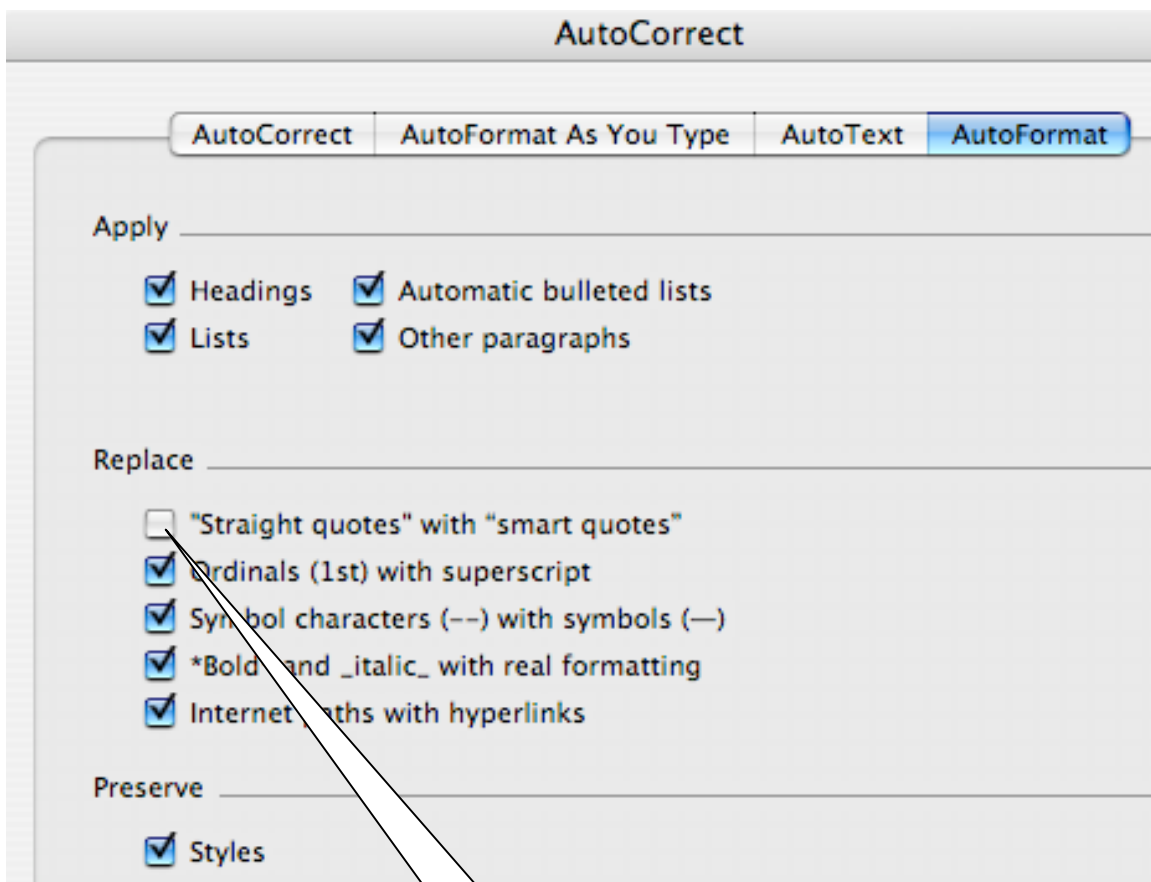 AutoCorrect
AutoCorrect AutoFormat As You Type AutoText AutoFormat
Apply
Headings Automatic bulleted lists
Lists Other paragraphs
Replace
"Straight quotes" with “smart quotes”
Ordinals (1st) with superscript
Symbol characters (--) with symbols (—)
*Bold* and _italic_ with real formatting
Internet paths with hyperlinks
Preserve
Styles